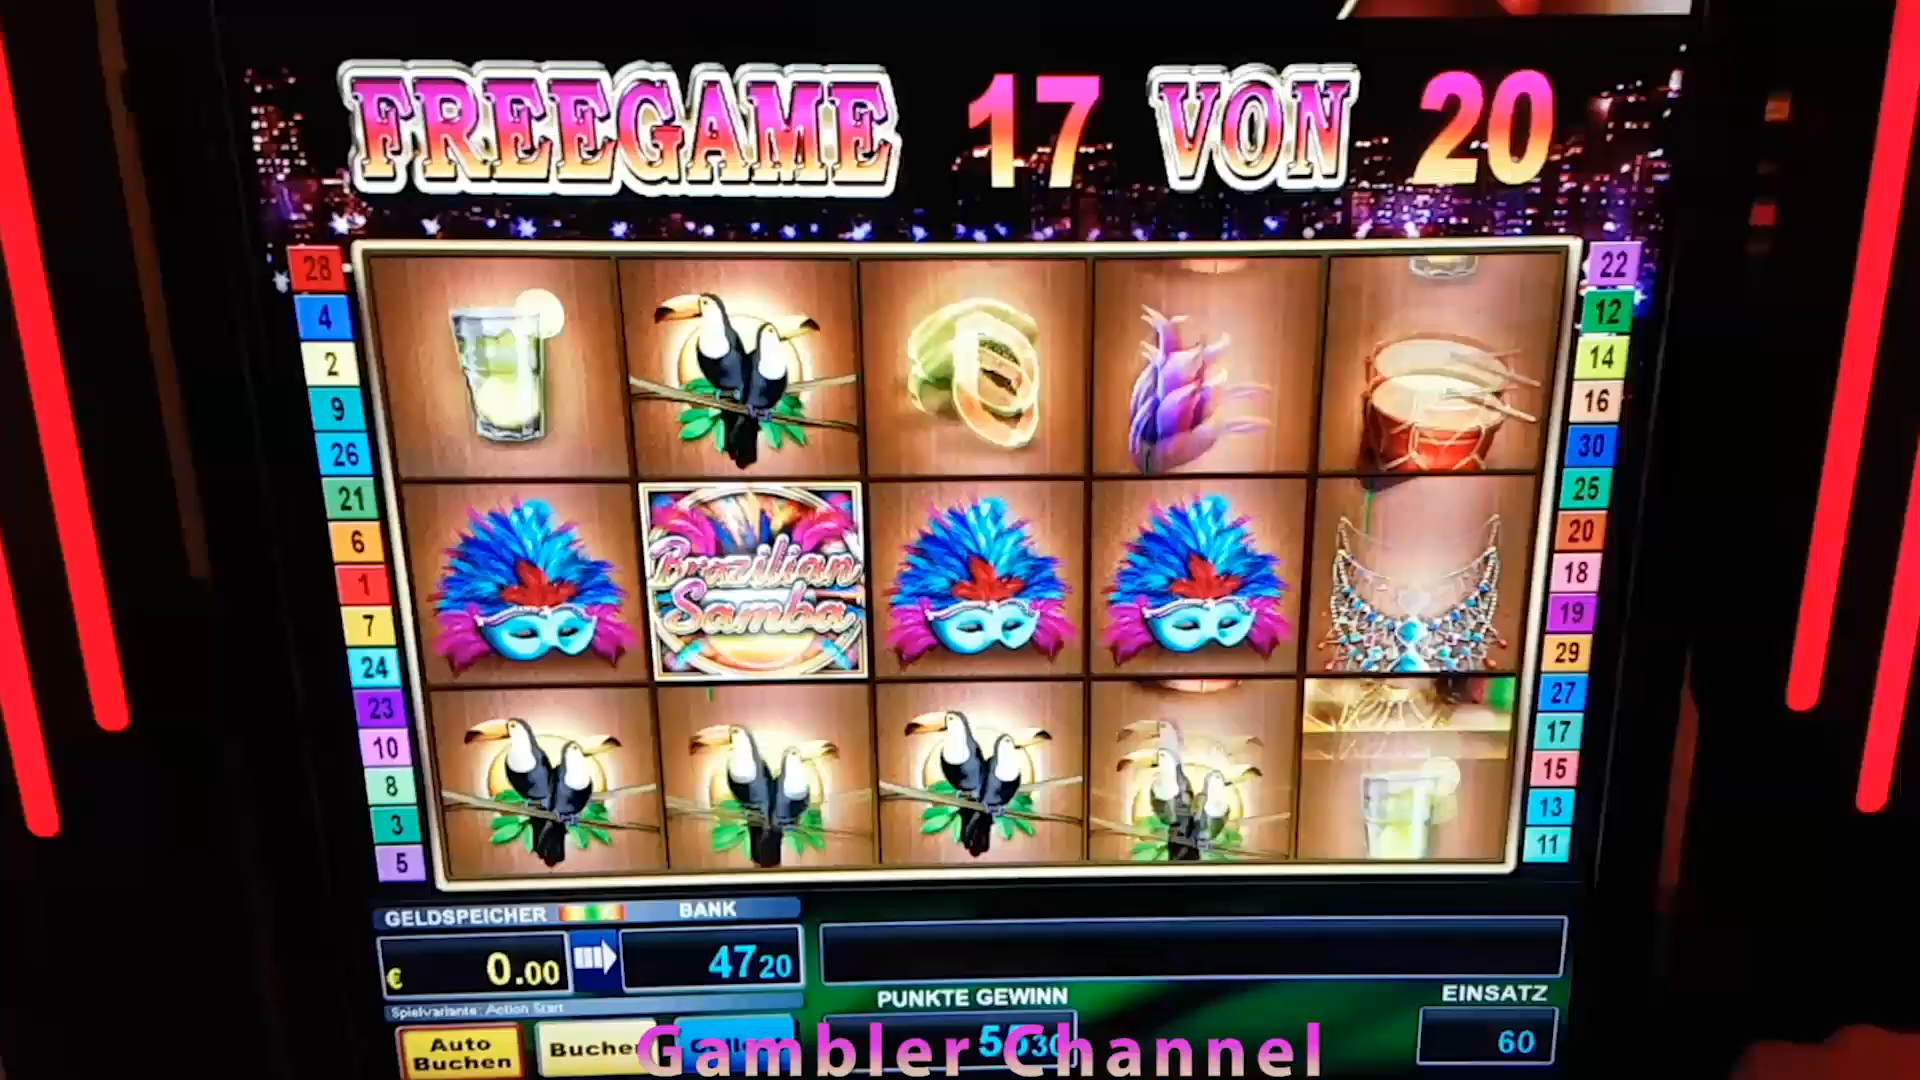 FREEGAME 17 VON 20
28 22
4 12
2 14
9 16
26 30
21 25
6 20
1 18
7 19
24 29
23 27
10 17
8 15
3 13
5 11
Brazilian
Samba
GELDSPEICHER BANK
€ 0.00 4720
Spielvariante: Action Start
PUNKTE GEWINN EINSATZ
60
Auto
Buchen
Gambler Channel